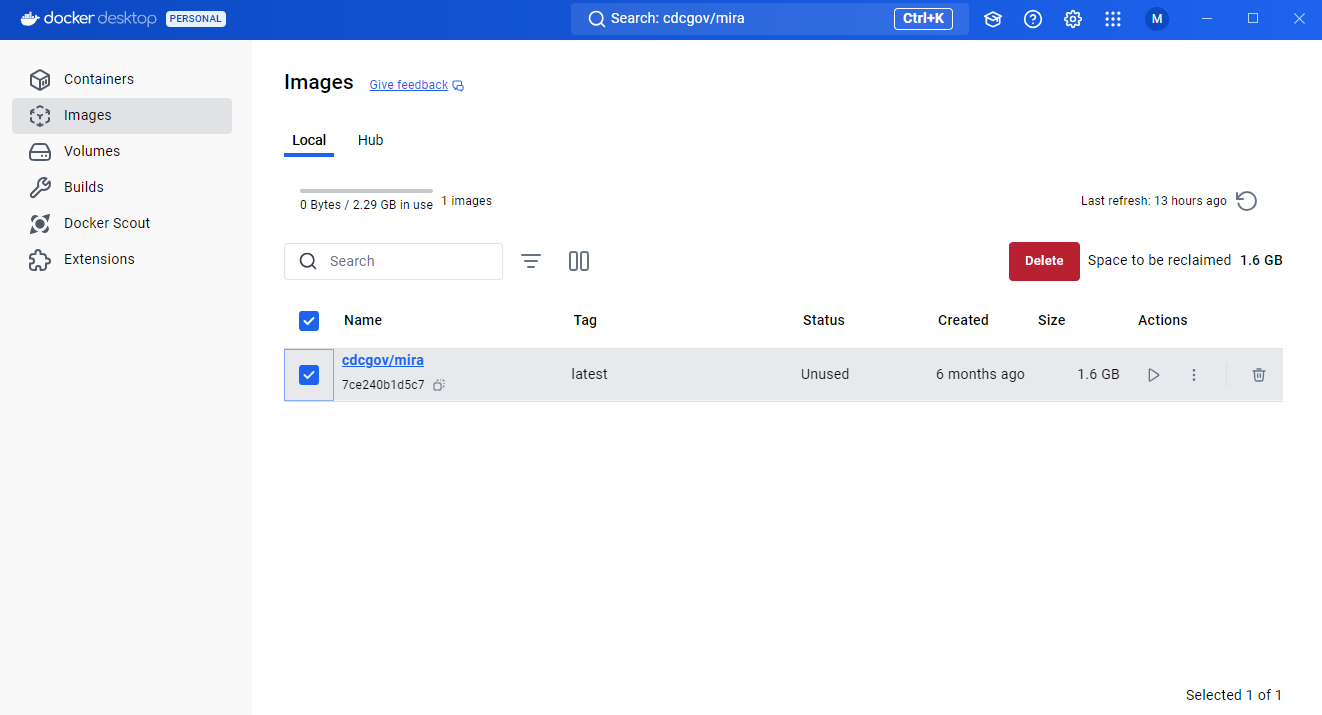 docker desktop PERSONAL
Search: cdcgov/mira Ctrl+K
M
Containers
Images
Volumes
Builds
Docker Scout
Extensions
Images Give feedback
Local Hub
0 Bytes / 2.29 GB in use 1 images
Last refresh: 13 hours ago
Search
Delete Space to be reclaimed 1.6 GB
Name Tag Status Created Size Actions
cdcgov/mira
7ce240b1d5c7
latest Unused 6 months ago 1.6 GB
Selected 1 of 1